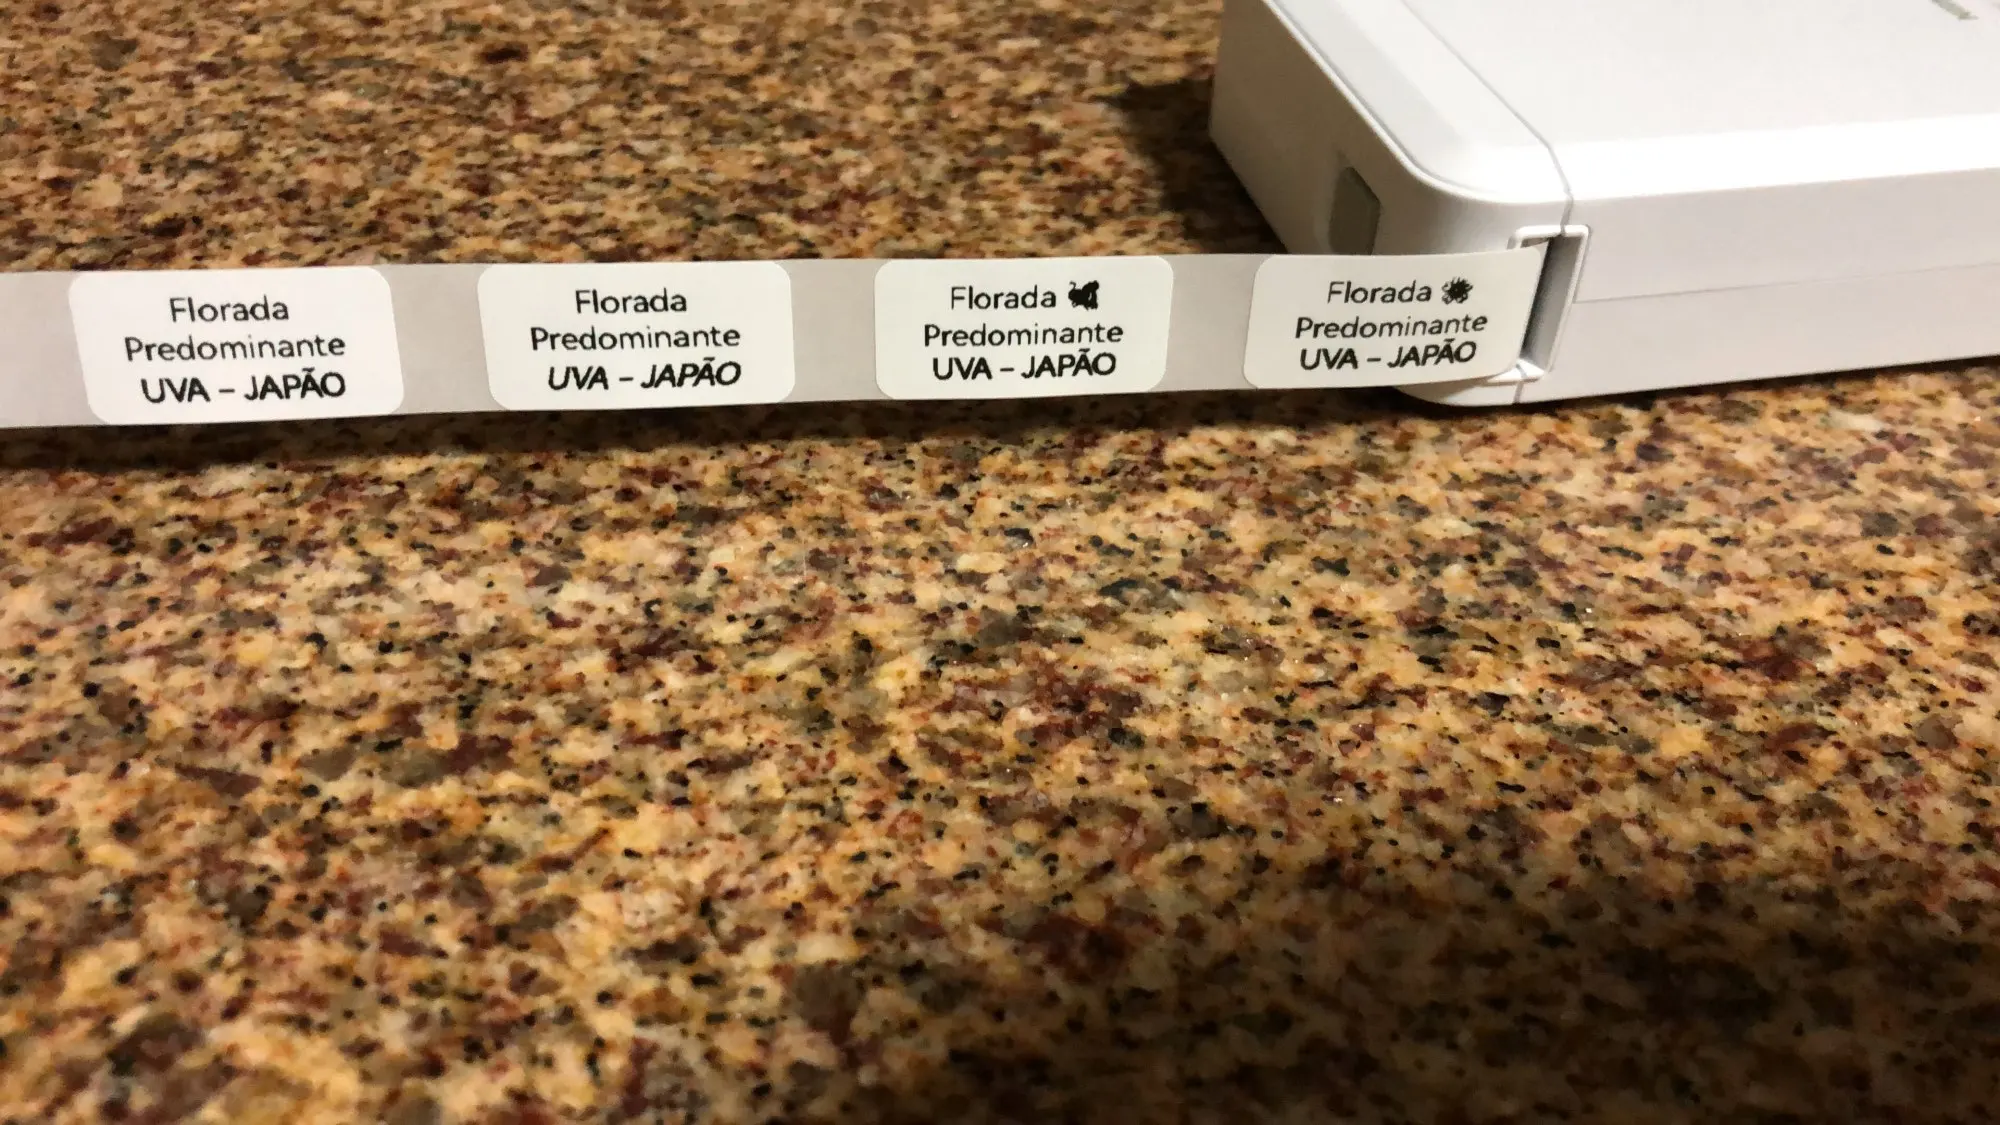 Florada
Predominante
UVA – JAPÃO
Florada
Predominante
UVA – JAPÃO
Florada
Predominante
UVA – JAPÃO
Florada
Predominante
UVA – JAPÃO